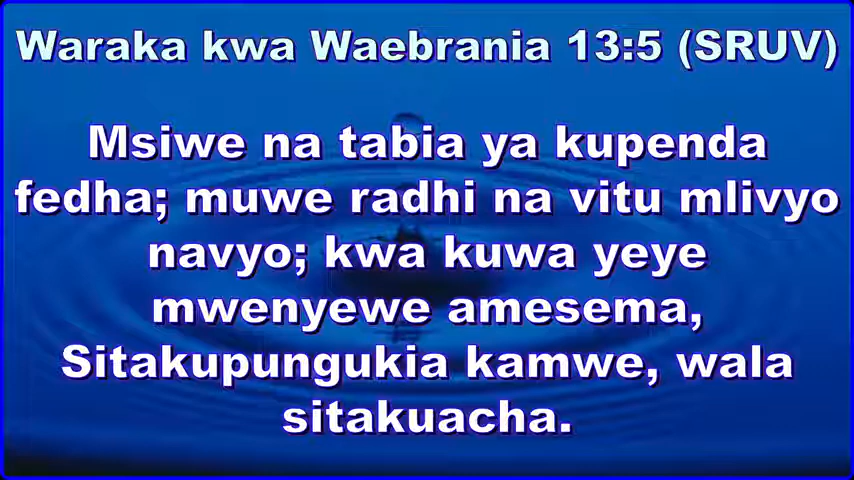 Waraka kwa Waebrania 13:5 (SRUV)
Msiwe na tabia ya kupenda
fedha; muwe radhi na vitu mlivyo
navyo; kwa kuwa yeye
mwenyewe amesema,
Sitakupungukia kamwe, wala
sitakuacha.